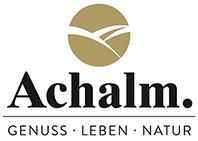 Achalm.
GENUSS · LEBEN · NATUR